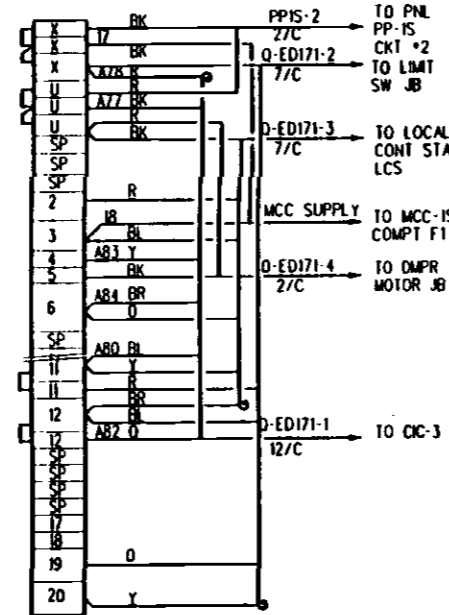 X BK PP1S-2 TO PNL
17 2/C PP-1S
X BK CKT *2
X Q-ED171-2 TO LIMIT
A78 R 7/C SW JB
U R
U A77 BK
R
U BK Q-ED171-3 TO LOCAL
SP 7/C CONT STA
SP LCS
SP
2 R
18 MCC SUPPLY TO MCC-1S
3 BL COMPT F1
4 A83 Y
5 BK Q-ED171-4 TO DMPR
2/C MOTOR JB
A84 BR
6 O
SP
11 A80 BL
Y
11 R
BR
12 BL
Q-ED171-1
12 A82 O TO CIC-3
12/C
SP
SP
SP
SP
17
18
19 O
20 Y